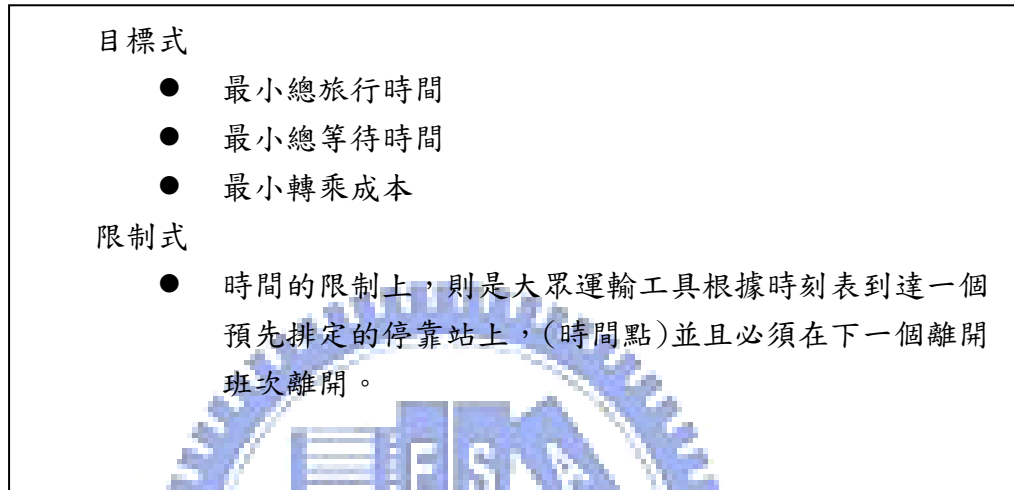 目標式
● 最小總旅行時間
● 最小總等待時間
● 最小轉乘成本
限制式
● 時間的限制上，則是大眾運輸工具根據時刻表到達一個
預先排定的停靠站上，(時間點)並且必須在下一個離開
班次離開。
ES